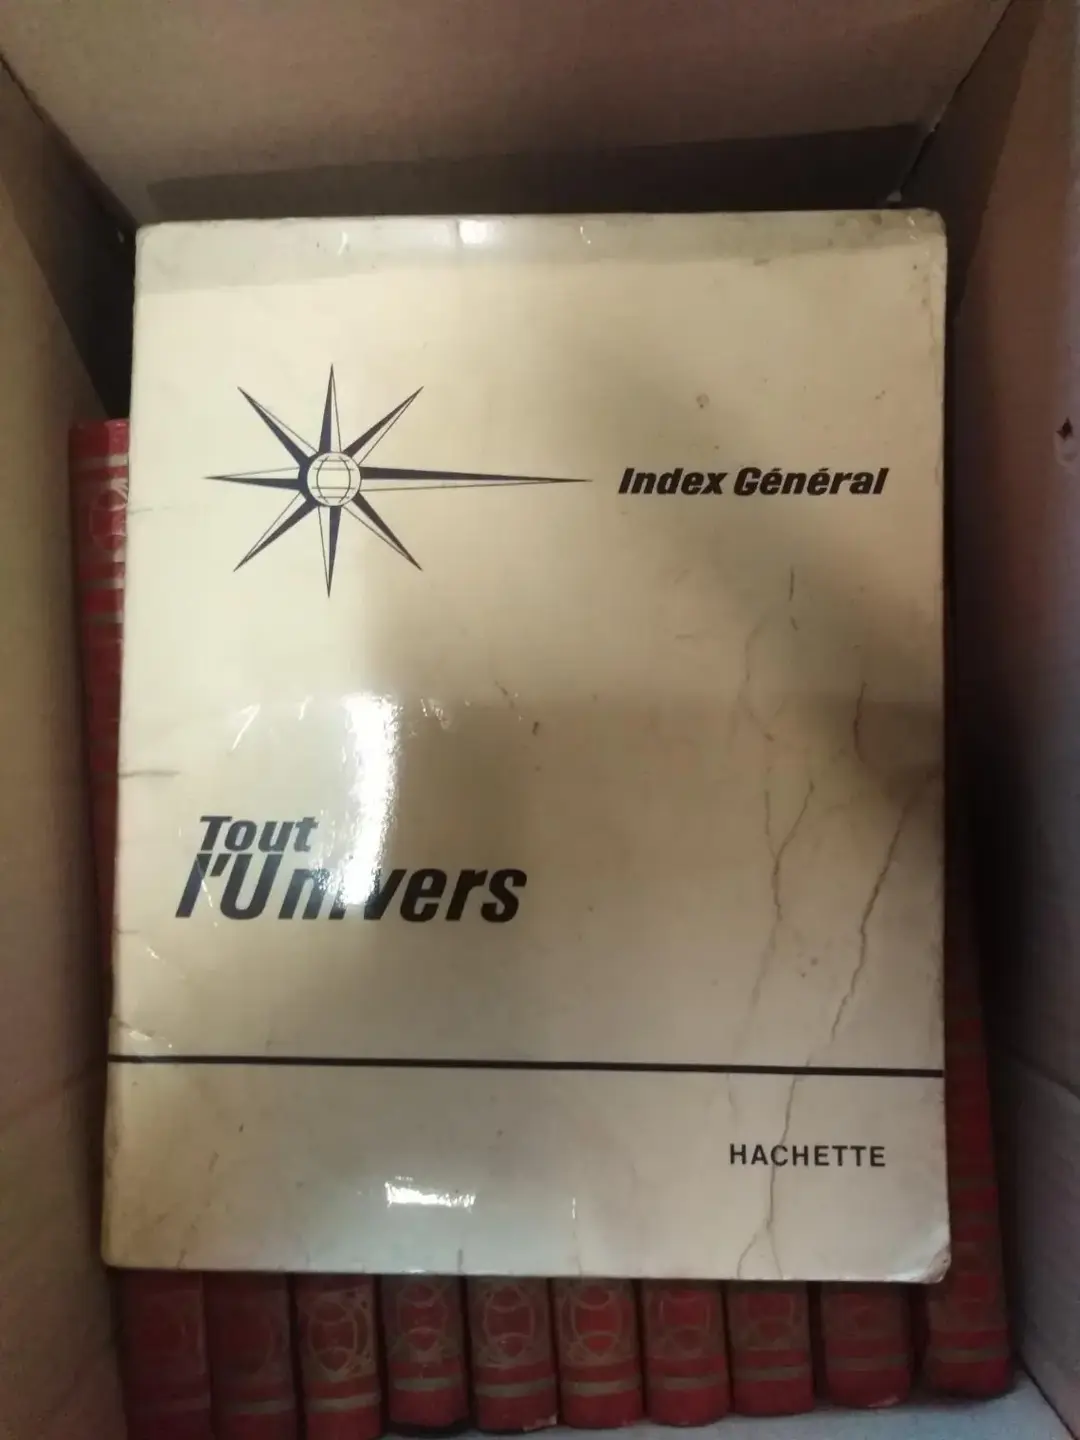 Index Général
Tout
l'Univers
HACHETTE